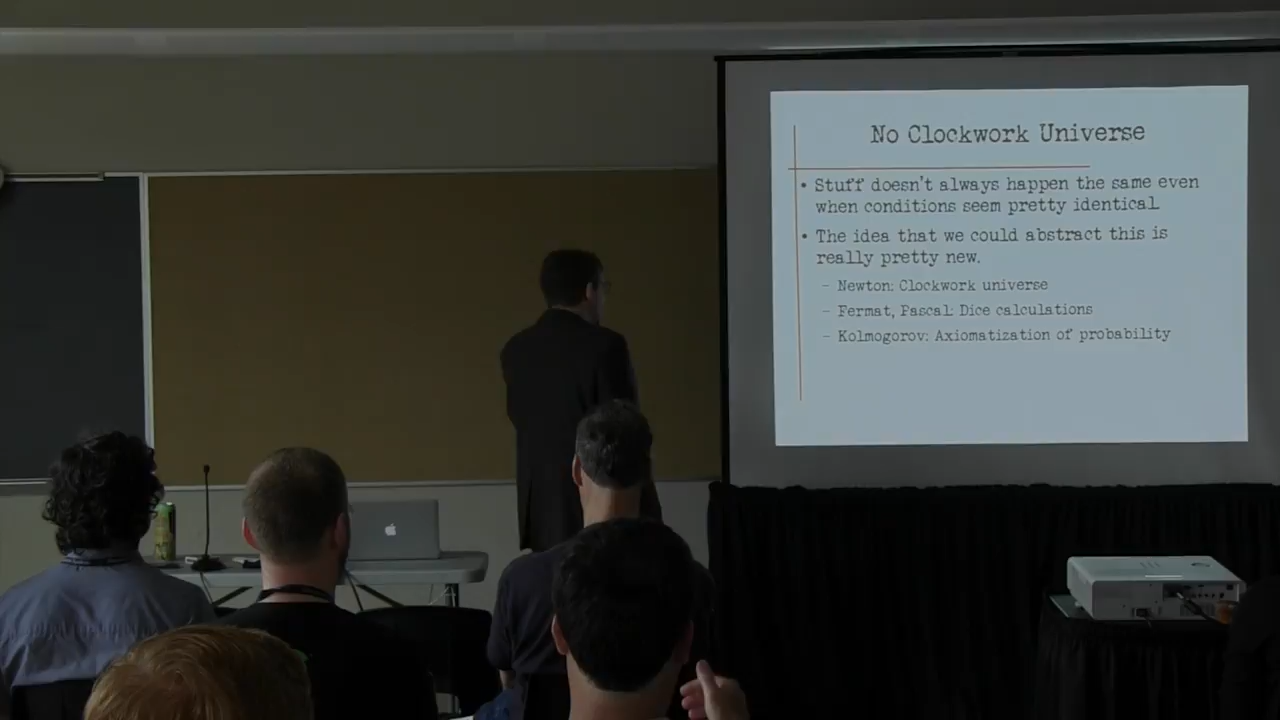 No Clockwork Universe
• Stuff doesn't always happen the same even
when conditions seem pretty identical.
• The idea that we could abstract this is
really pretty new.
– Newton: Clockwork universe
– Fermat, Pascal: Dice calculations
– Kolmogorov: Axiomatization of probability